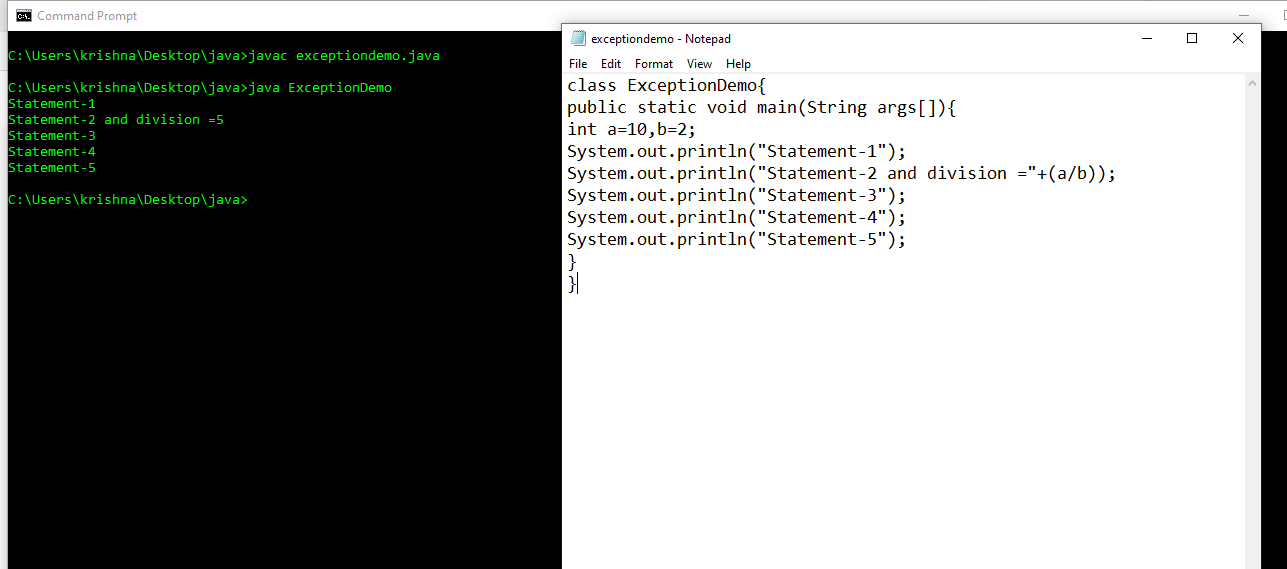 Command Prompt
C:\Users\krishna\Desktop\java>javac exceptiondemo.java
C:\Users\krishna\Desktop\java>java ExceptionDemo
Statement-1
Statement-2 and division =5
Statement-3
Statement-4
Statement-5
C:\Users\krishna\Desktop\java>
exceptiondemo - Notepad
File Edit Format View Help
class ExceptionDemo{
public static void main(String args[]){
int a=10,b=2;
System.out.println("Statement-1");
System.out.println("Statement-2 and division ="+(a/b));
System.out.println("Statement-3");
System.out.println("Statement-4");
System.out.println("Statement-5");
}
}